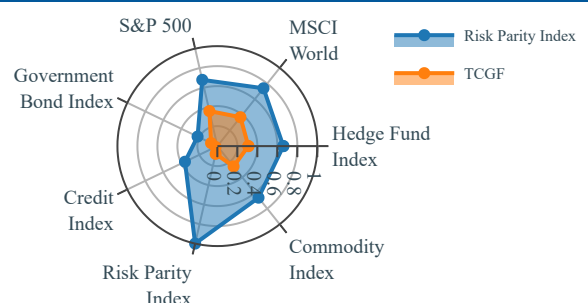 S&P 500
MSCI
World
Risk Parity Index
TCGF
Government
Bond Index
Hedge Fund
Index
0
0.2
0.4
0.6
0.8
1
Credit
Index
Commodity
Index
Risk Parity
Index